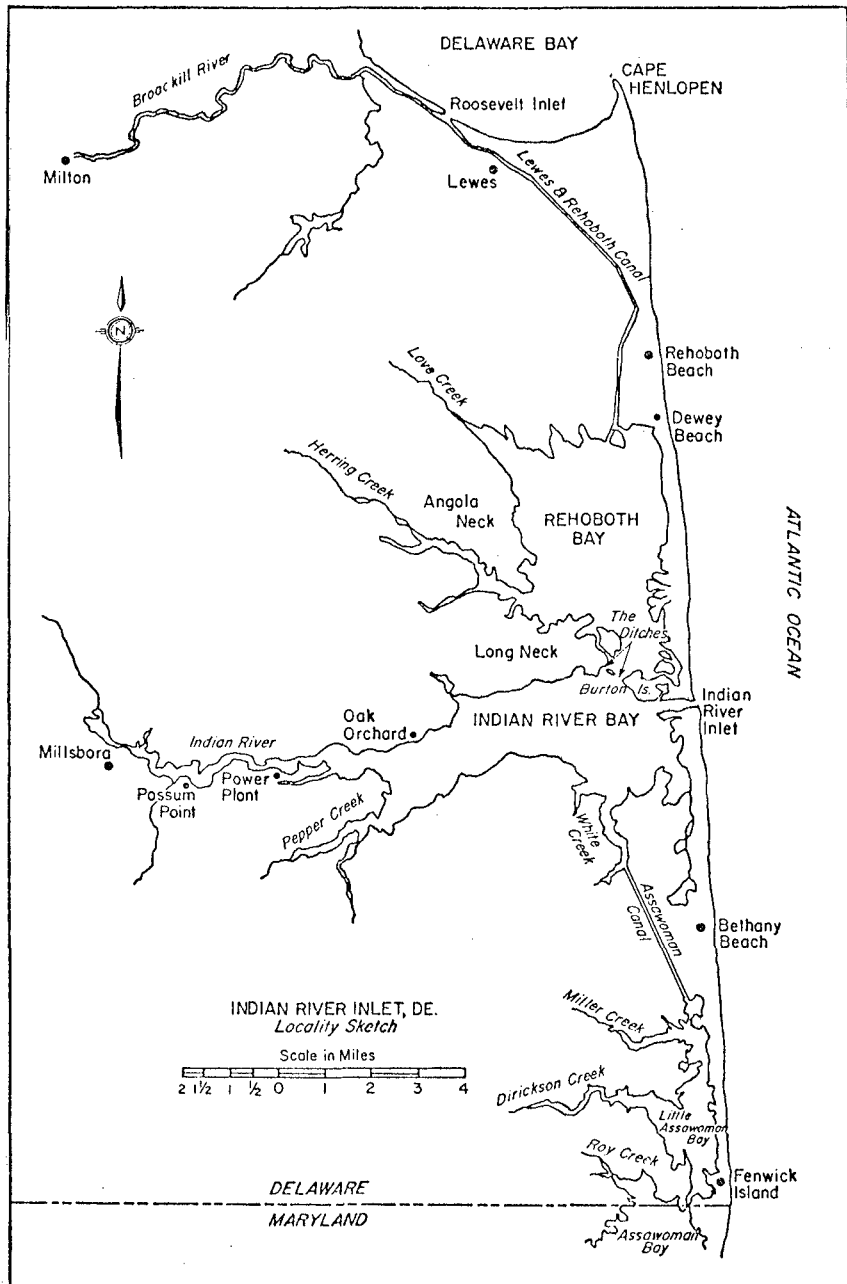 DELAWARE BAY
CAPE
HENLOPEN
Broackill River
Roosevelt Inlet
Milton
Lewes
Lewes & Rehoboth Canal
N
Rehoboth
Beach
Love Creek
Dewey
Beach
Herring Creek
Angola
Neck
REHOBOTH
BAY
ATLANTIC OCEAN
The
Ditches
Long Neck
Burton Is.
Indian
River
Inlet
Oak
Orchard
INDIAN RIVER BAY
Indian River
Millsboro
Power
Plant
Possum
Point
Pepper Creek
White
Creek
Assawoman
Canal
Bethany
Beach
INDIAN RIVER INLET, DE.
Locality Sketch
Scale in Miles
2 1½ 1 ½ 0 1 2 3 4
Miller Creek
Dirickson Creek
Little
Assawoman
Bay
Roy Creek
Fenwick
Island
DELAWARE
MARYLAND
Assawoman
Bay